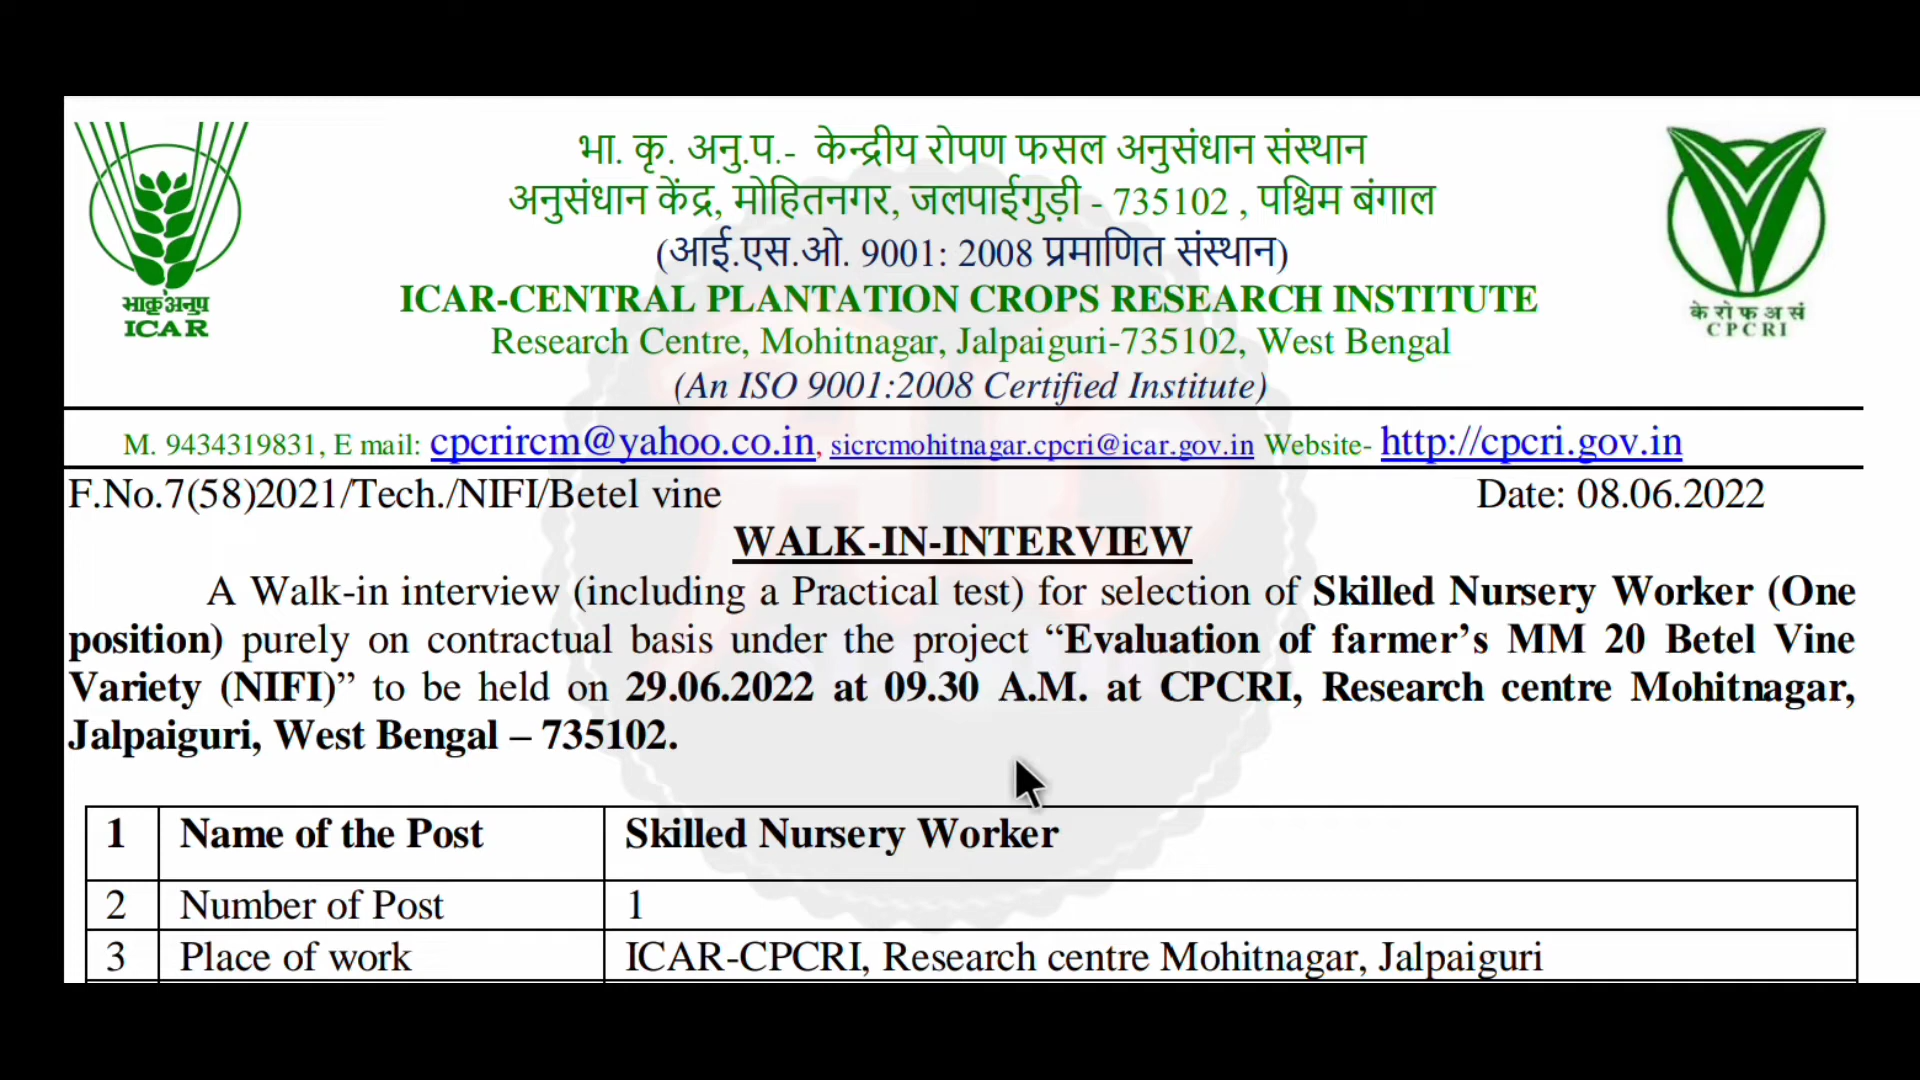 भा. कृ. अनु.प.- केन्द्रीय रोपण फसल अनुसंधान संस्थान
अनुसंधान केंद्र, मोहितनगर, जलपाईगुड़ी - 735102 , पश्चिम बंगाल
(आई.एस.ओ. 9001: 2008 प्रमाणित संस्थान)
ICAR-CENTRAL PLANTATION CROPS RESEARCH INSTITUTE
Research Centre, Mohitnagar, Jalpaiguri-735102, West Bengal
(An ISO 9001:2008 Certified Institute)
भाकृअनुप
ICAR
के रो फ अ सं
CPCRI
M. 9434319831, E mail: cpcrircm@yahoo.co.in, sicrcmohitnagar.cpcri@icar.gov.in Website- http://cpcri.gov.in
F.No.7(58)2021/Tech./NIFI/Betel vine Date: 08.06.2022
WALK-IN-INTERVIEW
A Walk-in interview (including a Practical test) for selection of Skilled Nursery Worker (One
position) purely on contractual basis under the project “Evaluation of farmer’s MM 20 Betel Vine
Variety (NIFI)” to be held on 29.06.2022 at 09.30 A.M. at CPCRI, Research centre Mohitnagar,
Jalpaiguri, West Bengal – 735102.
1 Name of the Post Skilled Nursery Worker
2 Number of Post 1
3 Place of work ICAR-CPCRI, Research centre Mohitnagar, Jalpaiguri